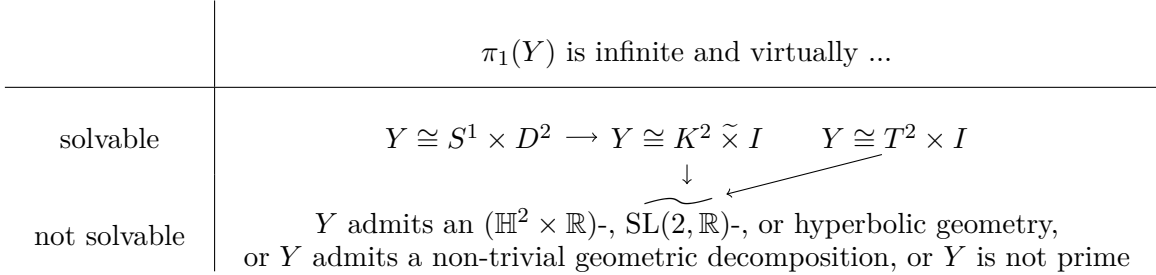 π₁(Y) is infinite and virtually ...
solvable Y ≅ S¹ × D² ⟶ Y ≅ K² ×̃ I Y ≅ T² × I
↓
not solvable Y admits an (ℍ² × ℝ)-, S͠L(2, ℝ)-, or hyperbolic geometry,
or Y admits a non-trivial geometric decomposition, or Y is not prime